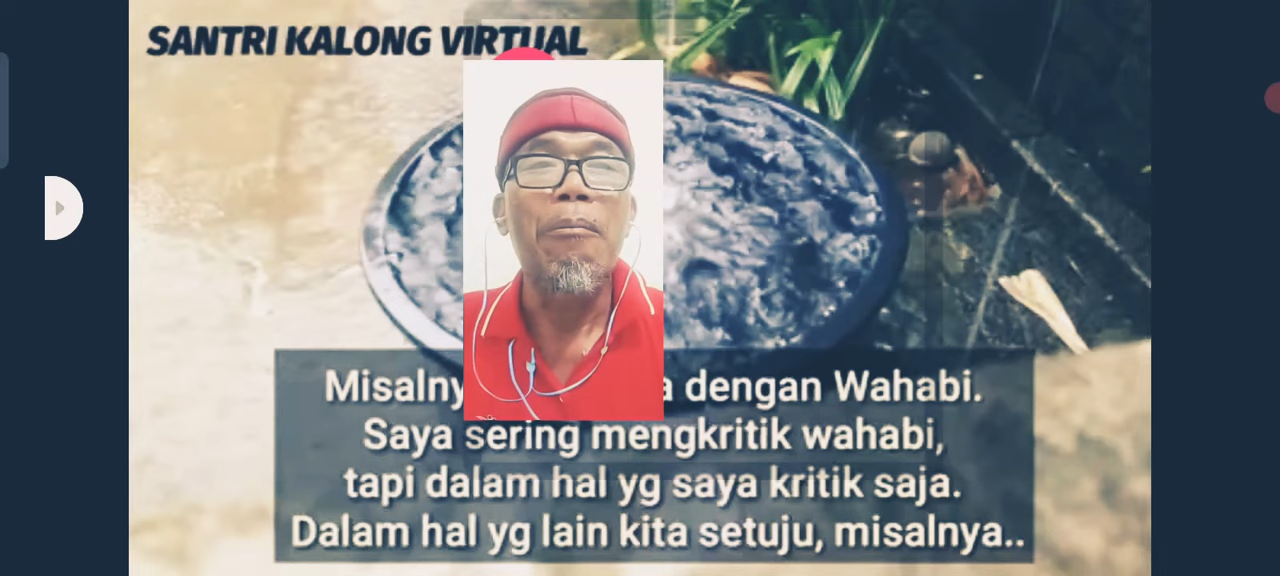 SANTRI KALONG VIRTUAL
Misalny a dengan Wahabi.
Saya sering mengkritik wahabi,
tapi dalam hal yg saya kritik saja.
Dalam hal yg lain kita setuju, misalnya..